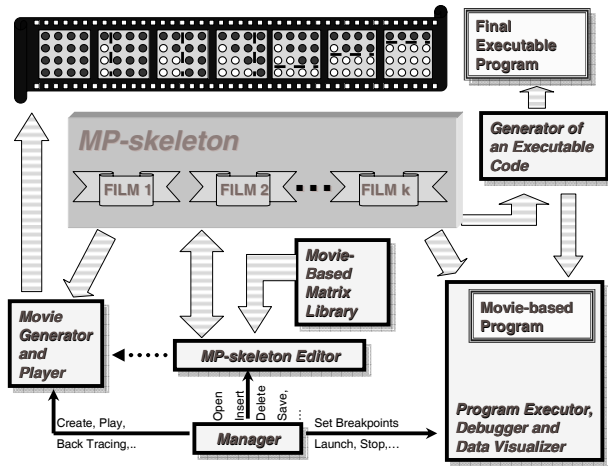 Final
Executable
Program
MP-skeleton
Generator of
an Executable
Code
FILM 1
FILM 2
FILM k
Movie-
Based
Matrix
Library
Movie
Generator
and
Player
Movie-based
Program
MP-skeleton Editor
Open
Insert
Delete
Save,
...
Create, Play,
Back Tracing,..
Manager
Set Breakpoints
Launch, Stop,...
Program Executor,
Debugger and
Data Visualizer